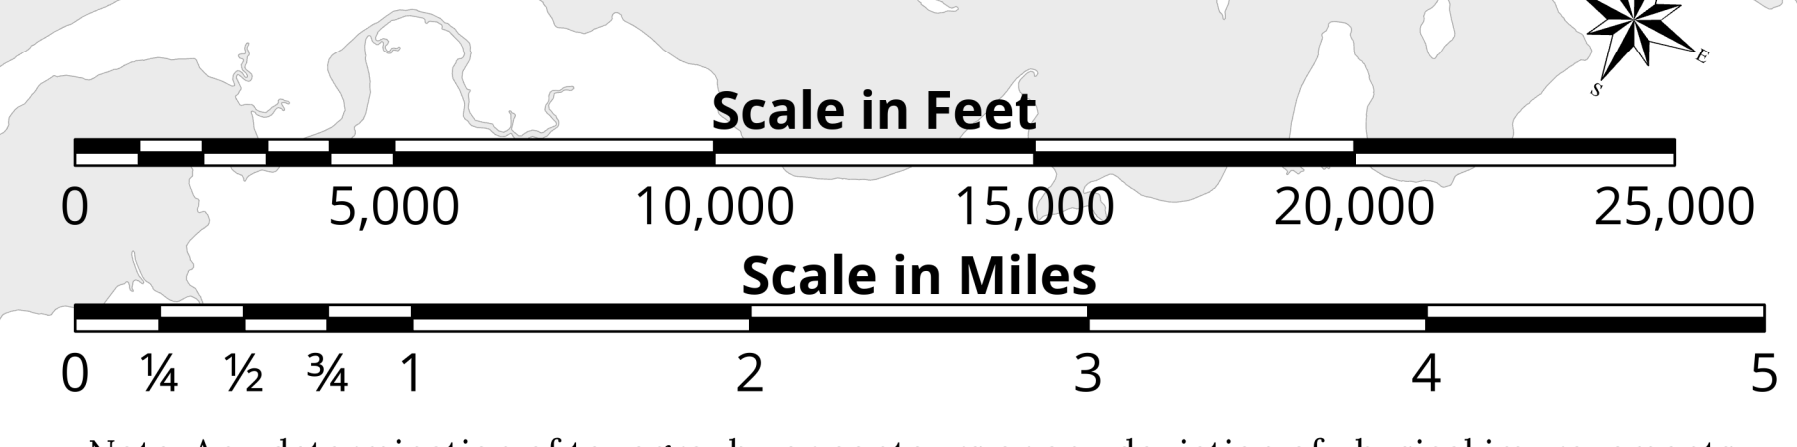 E
S
Scale in Feet
0 5,000 10,000 15,000 20,000 25,000
Scale in Miles
0 ¼ ½ ¾ 1 2 3 4 5